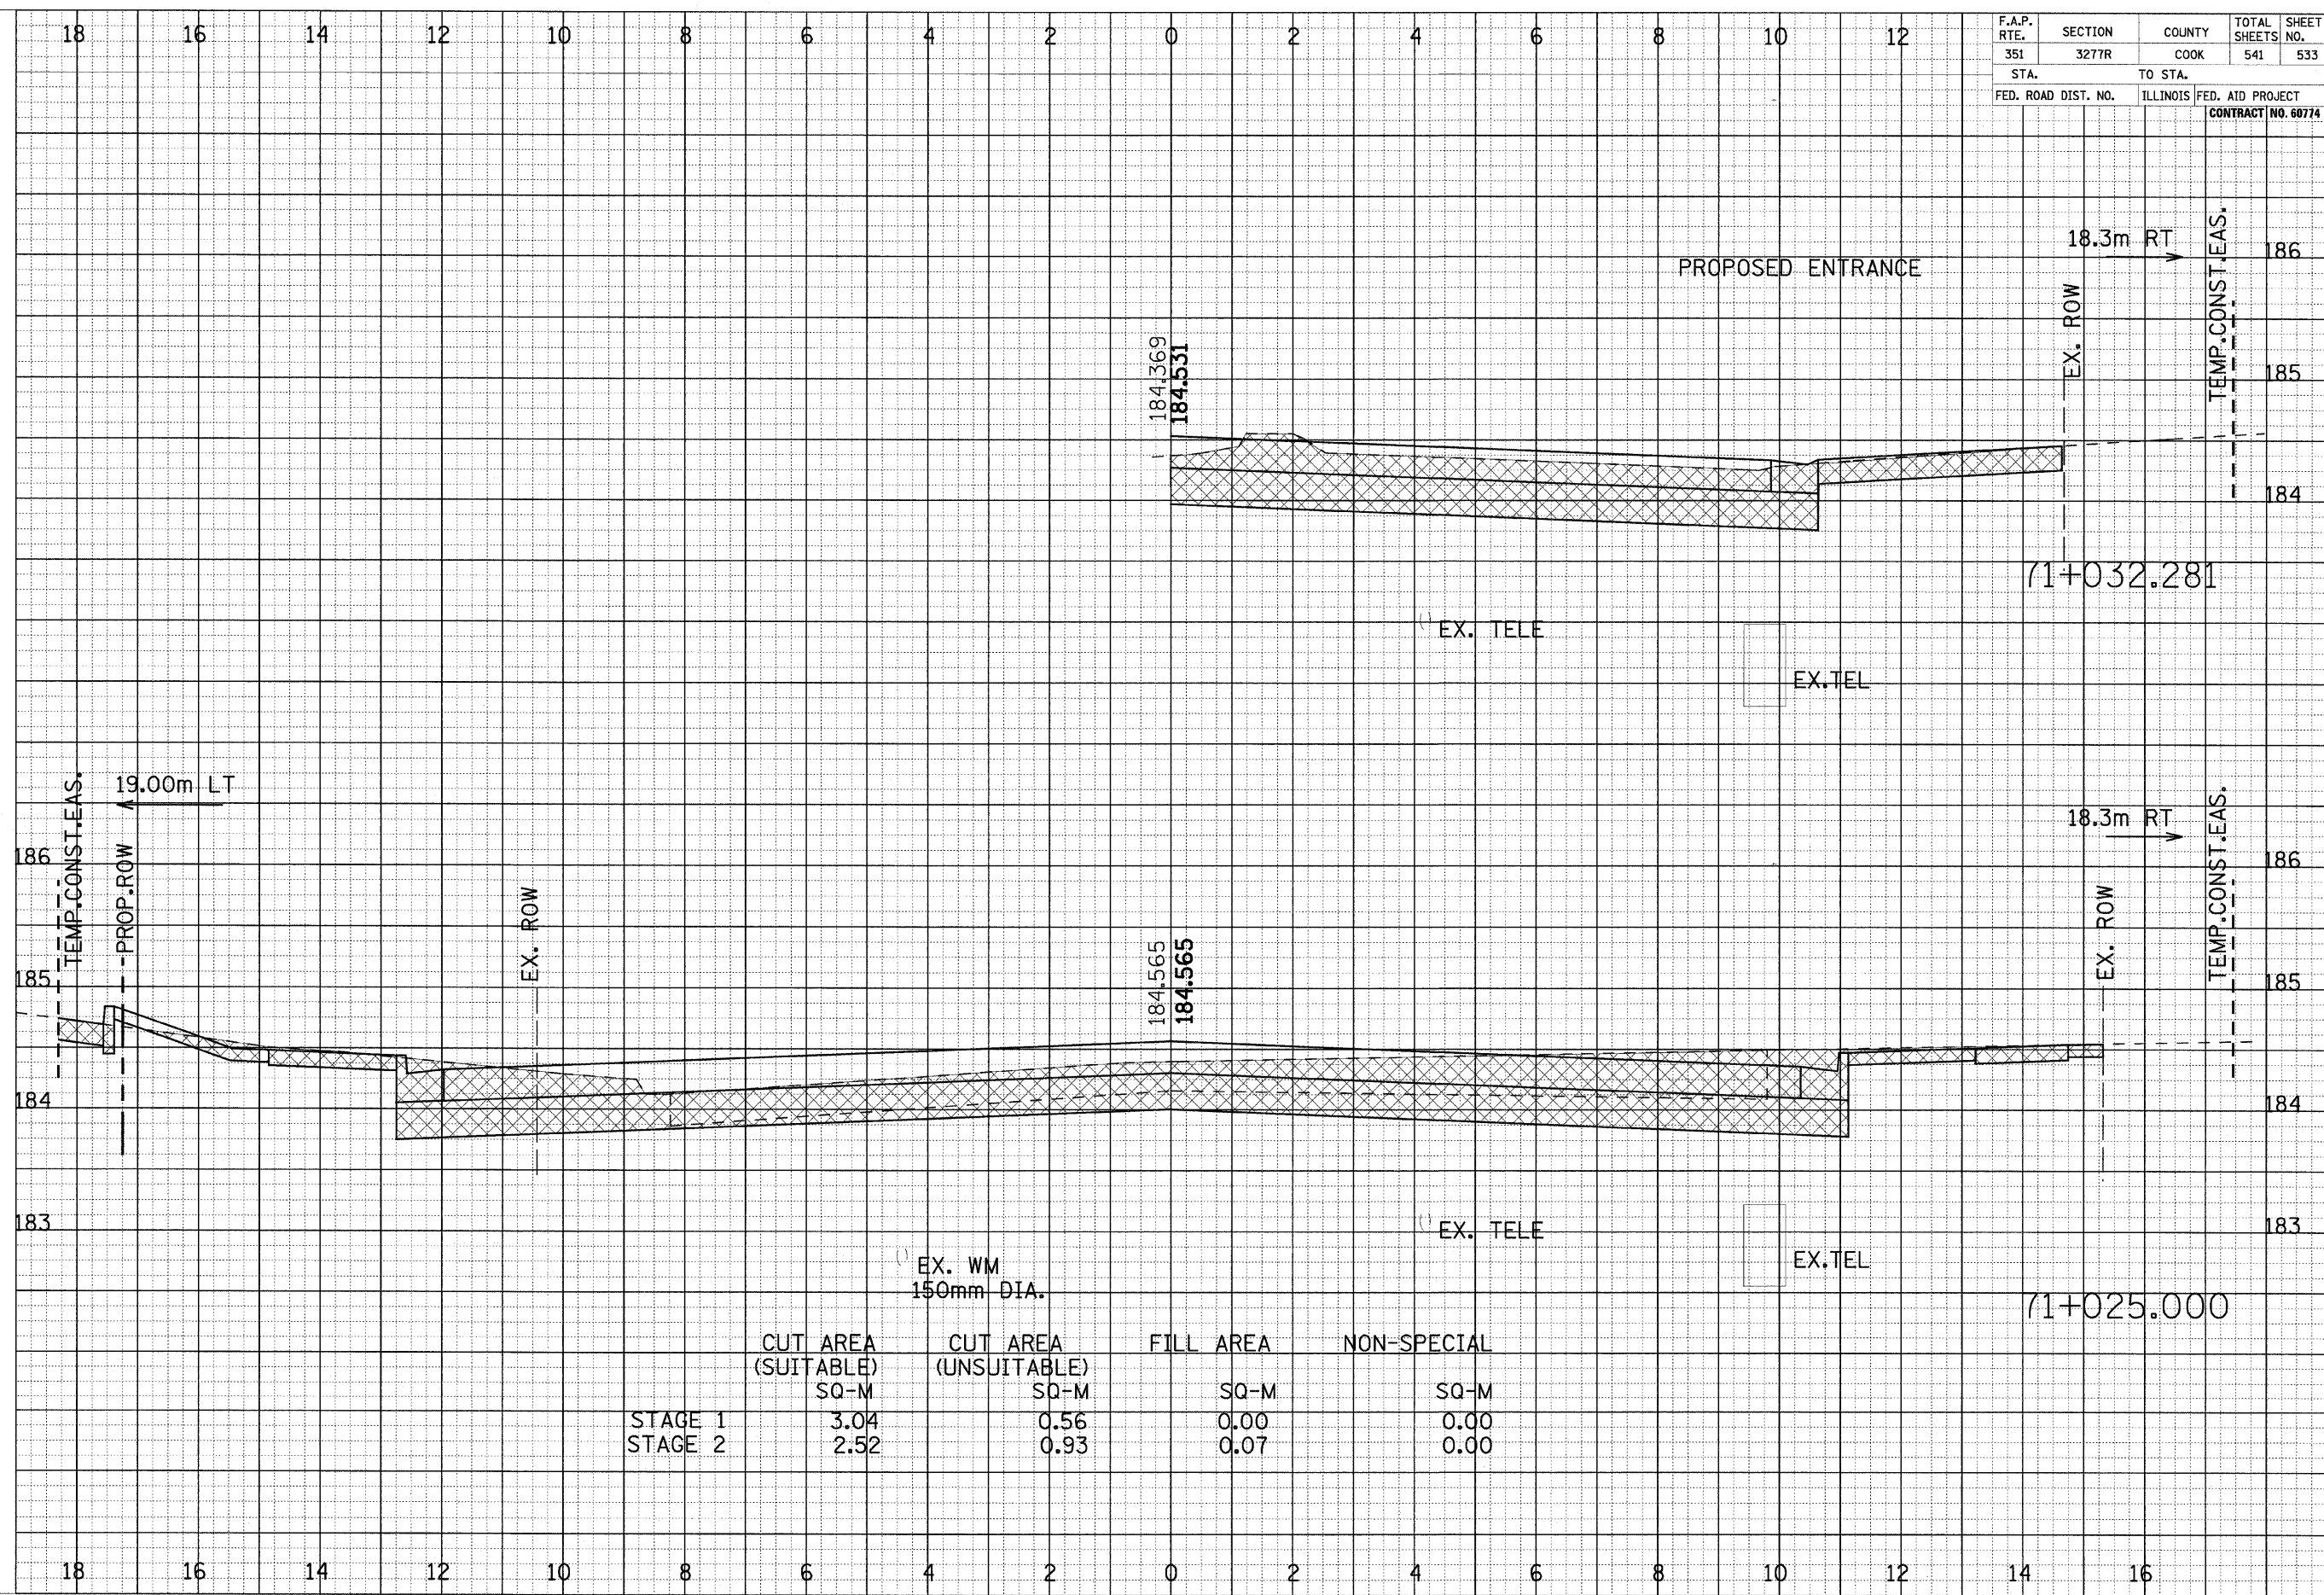 18 16 14 12 10 8 6 4 2 0 2 4 6 8 10 12
F.A.P. RTE. SECTION COUNTY TOTAL SHEETS SHEET NO.
351 3277R COOK 541 533
STA. TO STA.
FED. ROAD DIST. NO. ILLINOIS FED. AID PROJECT
CONTRACT NO. 60774
18.3m RT
TEMP.CONST.EAS.
186
PROPOSED ENTRANCE
EX. ROW
184.369
184.531
185
184
71+032.281
EX. TELE
EX.TEL
TEMP.CONST.EAS.
19.00m LT
PROP.ROW
EX. ROW
18.3m RT
TEMP.CONST.EAS.
EX. ROW
186
186
184.565
184.565
185
185
184
184
183
183
EX. TELE
EX. WM
150mm DIA.
EX.TEL
71+025.000
CUT AREA CUT AREA FILL AREA NON-SPECIAL
(SUITABLE) (UNSUITABLE)
SQ-M SQ-M SQ-M SQ-M
STAGE 1 3.04 0.56 0.00 0.00
STAGE 2 2.52 0.93 0.07 0.00
18 16 14 12 10 8 6 4 2 0 2 4 6 8 10 12 14 16